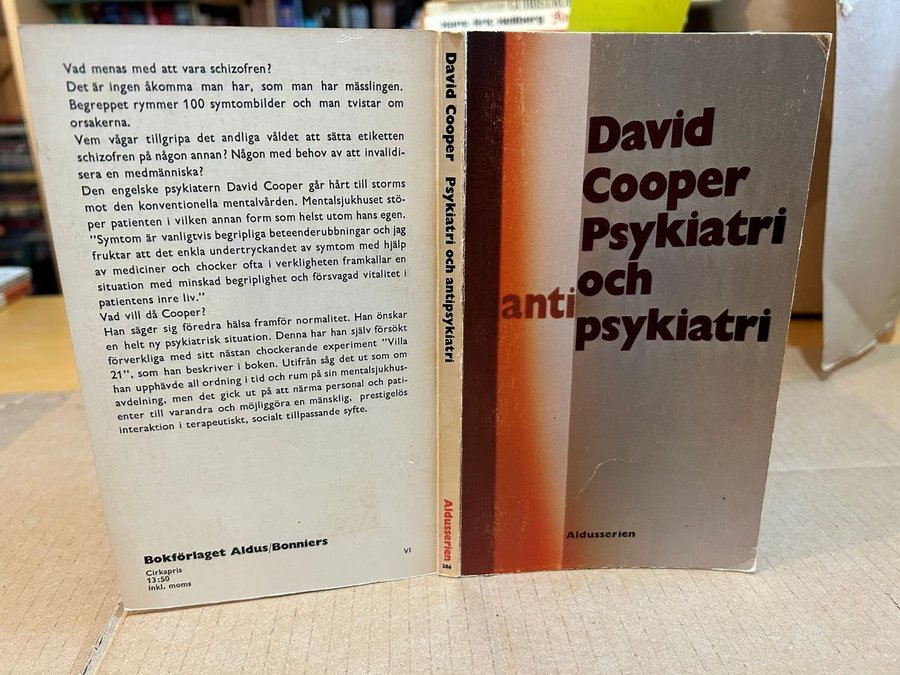 Vad menas med att vara schizofren?
Det är ingen åkomma man har, som man har mässlingen.
Begreppet rymmer 100 symtombilder och man tvistar om
orsakerna.
Vem vågar tillgripa det andliga våldet att sätta etiketten
schizofren på någon annan? Någon med behov av att invalidi-
sera en medmänniska?
Den engelske psykiatern David Cooper går hårt till storms
mot den konventionella mentalvården. Mentalsjukhuset stö-
per patienten i vilken annan form som helst utom hans egen.
"Symtom är vanligtvis begripliga beteenderubbningar och jag
fruktar att det enkla undertryckandet av symtom med hjälp
av mediciner och chocker ofta i verkligheten framkallar en
situation med minskad begriplighet och försvagad vitalitet i
patientens inre liv."
Vad vill då Cooper?
Han säger sig föredra hälsa framför normalitet. Han önskar
en helt ny psykiatrisk situation. Denna har han själv försökt
förverkliga med sitt nästan chockerande experiment "Villa
21", som han beskriver i boken. Utifrån såg det ut som om
han upphävde all ordning i tid och rum på sin mentalsjukhus-
avdelning, men det gick ut på att närma personal och pati-
enter till varandra och möjliggöra en mänsklig, prestigelös
interaktion i terapeutiskt, socialt tillpassande syfte.
Bokförlaget Aldus/Bonniers
Cirkapris
13:50
inkl. moms
VI
David Cooper Psykiatri och antipsykiatri
Aldusserien
286
David
Cooper
Psykiatri
och
antipsykiatri
Aldusserien